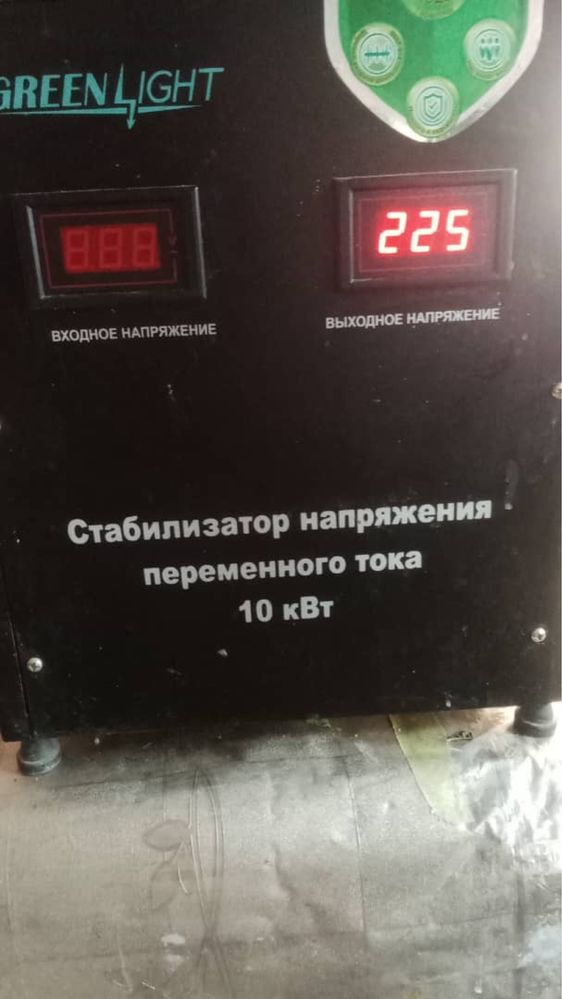 GREENLIGHT
888
225
ВХОДНОЕ НАПРЯЖЕНИЕ
ВЫХОДНОЕ НАПРЯЖЕНИЕ
Стабилизатор напряжения
переменного тока
10 кВт